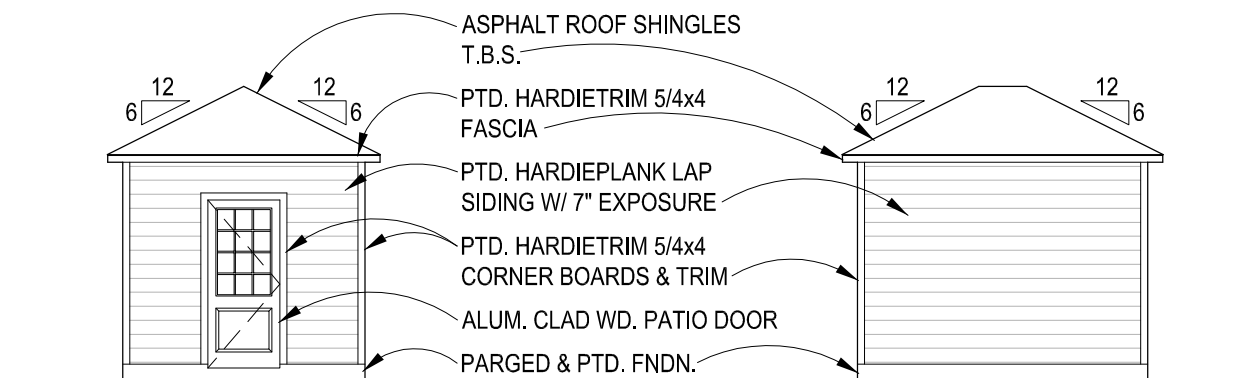 ASPHALT ROOF SHINGLES
T.B.S.
12
6
12
6
PTD. HARDIETRIM 5/4x4
FASCIA
12
6
12
6
PTD. HARDIEPLANK LAP
SIDING W/ 7" EXPOSURE
PTD. HARDIETRIM 5/4x4
CORNER BOARDS & TRIM
ALUM. CLAD WD. PATIO DOOR
PARGED & PTD. FNDN.